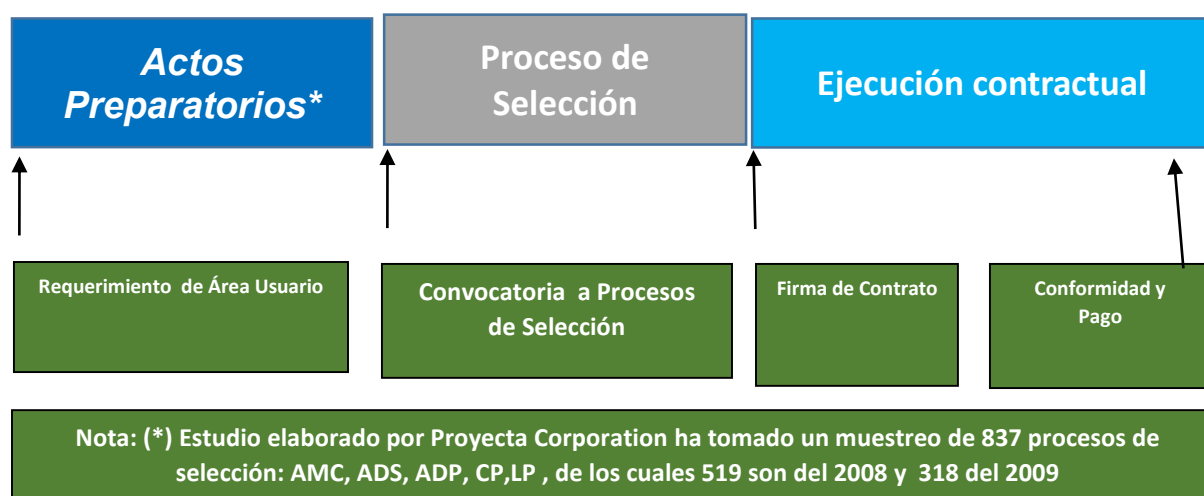 Actos
Preparatorios*
Proceso de
Selección
Ejecución contractual
Requerimiento de Área Usuario
Convocatoria a Procesos
de Selección
Firma de Contrato
Conformidad y
Pago
Nota: (*) Estudio elaborado por Proyecta Corporation ha tomado un muestreo de 837 procesos de
selección: AMC, ADS, ADP, CP,LP , de los cuales 519 son del 2008 y 318 del 2009